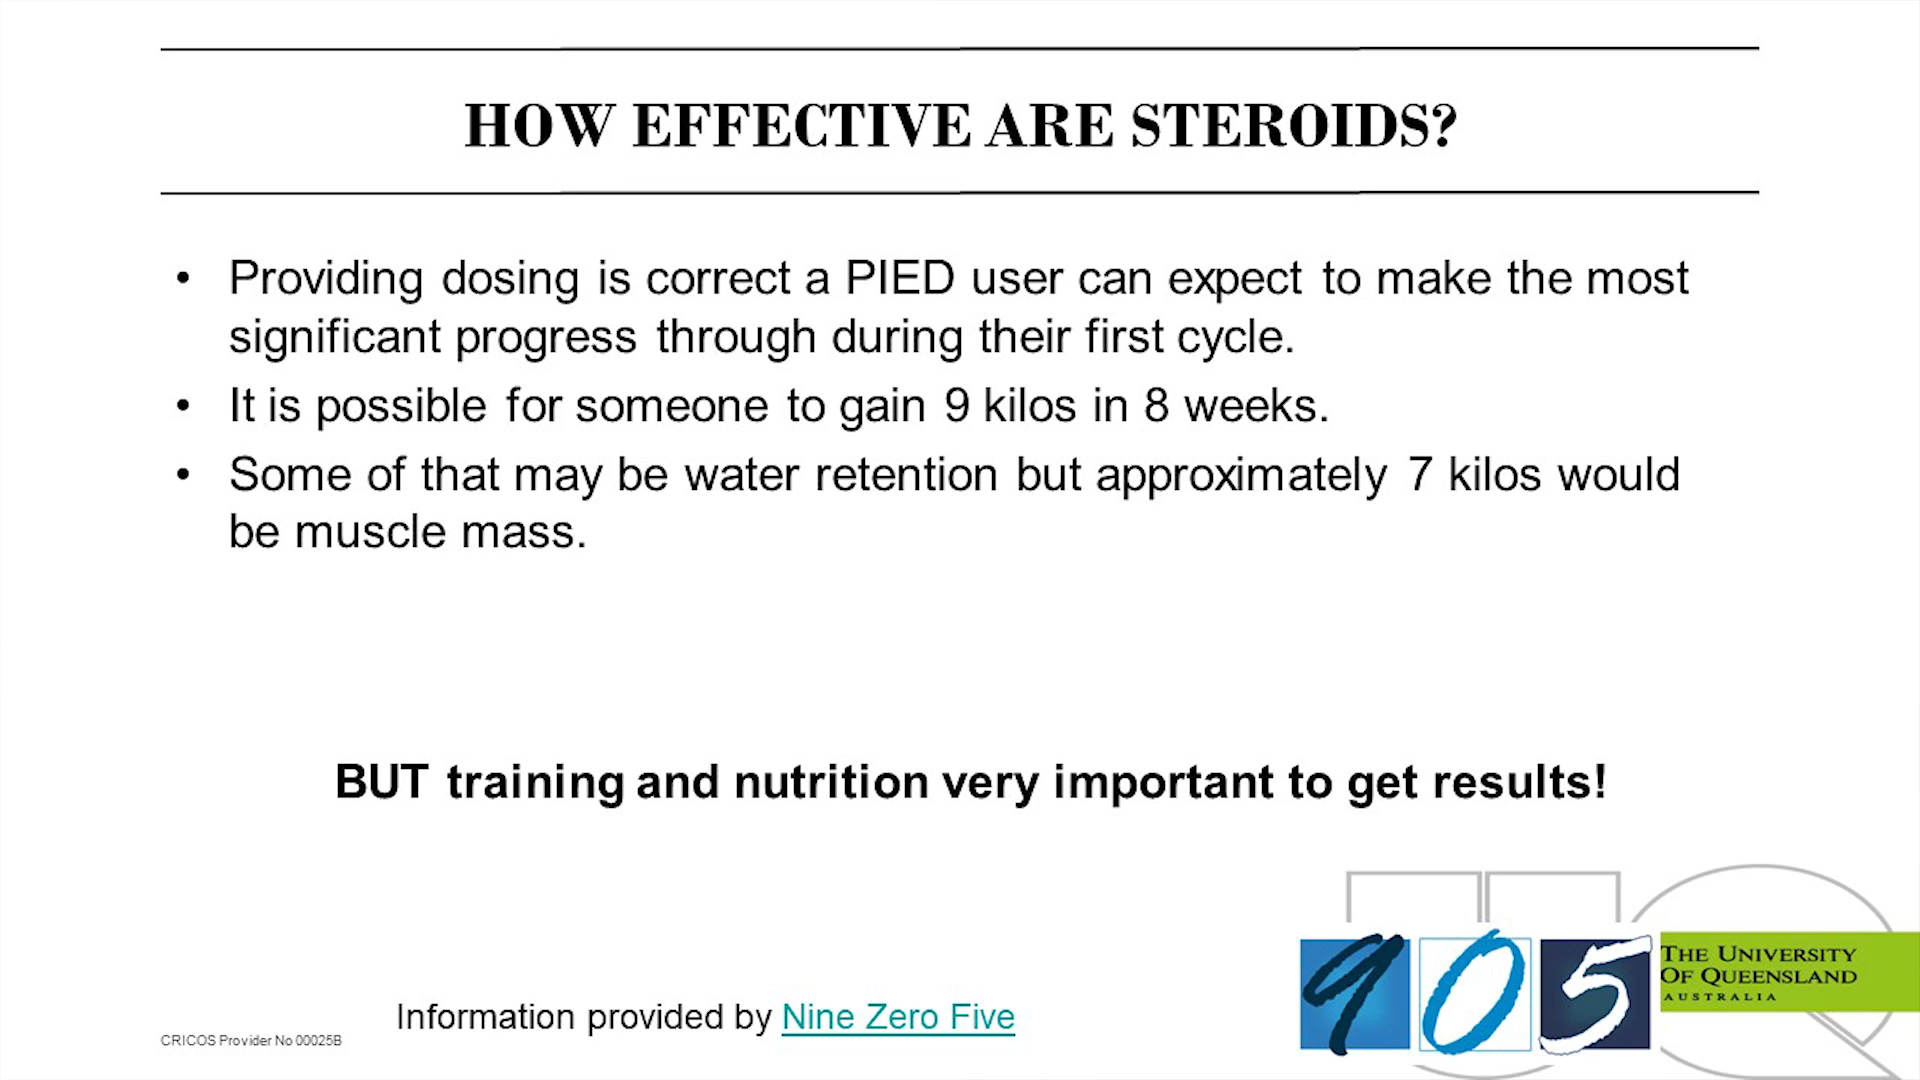 HOW EFFECTIVE ARE STEROIDS?
• Providing dosing is correct a PIED user can expect to make the most
significant progress through during their first cycle.
• It is possible for someone to gain 9 kilos in 8 weeks.
• Some of that may be water retention but approximately 7 kilos would
be muscle mass.
BUT training and nutrition very important to get results!
Information provided by Nine Zero Five
CRICOS Provider No 00025B
905
THE UNIVERSITY
OF QUEENSLAND
AUSTRALIA